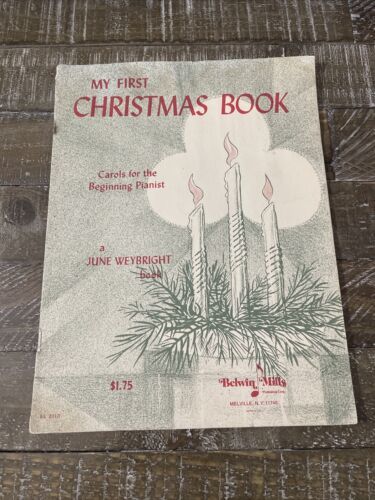 MY FIRST
CHRISTMAS BOOK
Carols for the
Beginning Pianist
a
JUNE WEYBRIGHT
book
$1.75
Belwin Mills
MELVILLE, N.Y. 11746